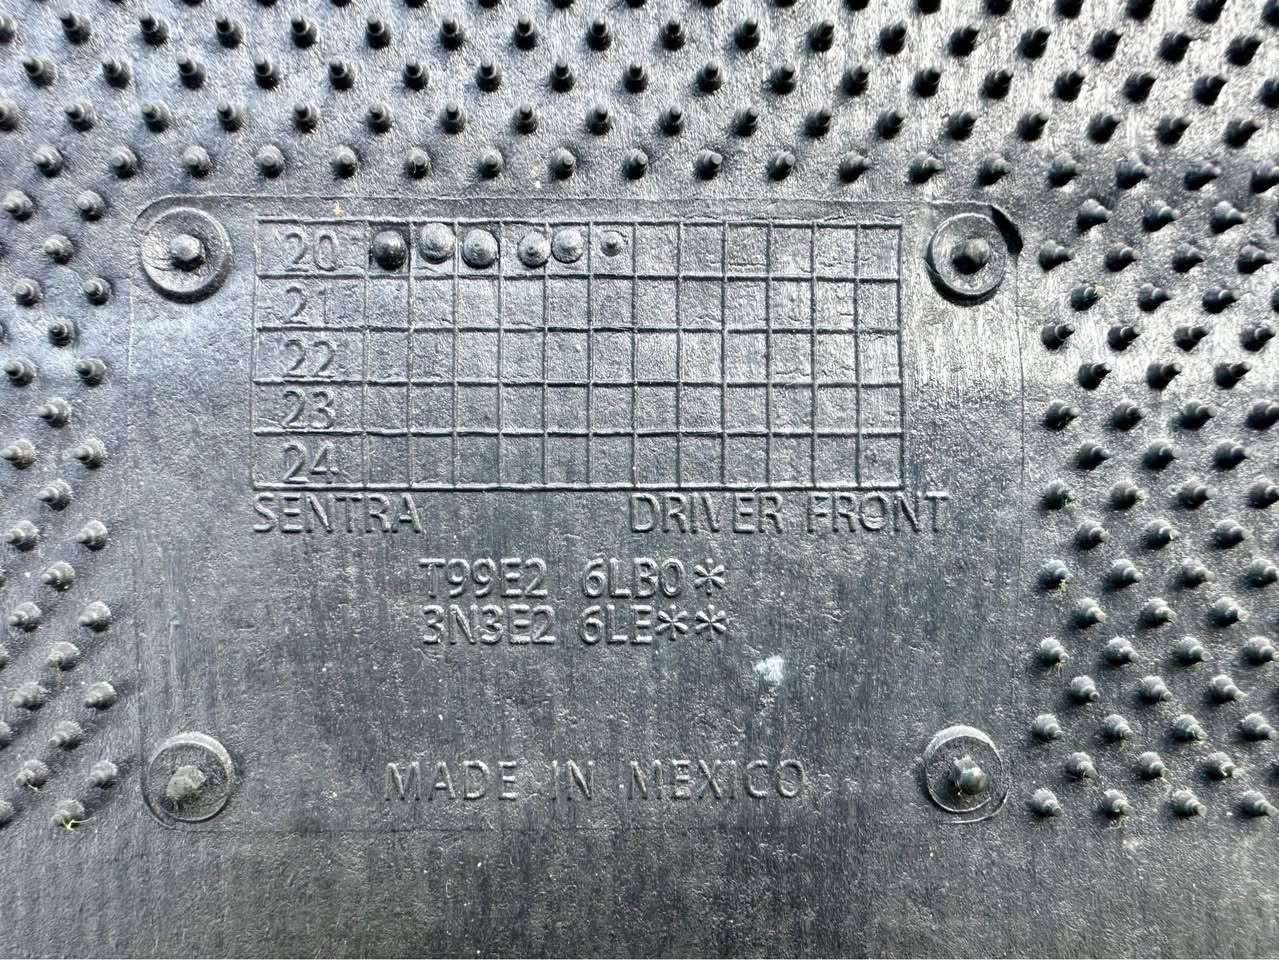 20
21
22
23
24
SENTRA DRIVER FRONT
T99E2 6LB0*
3N3E2 6LE**
MADE IN MEXICO